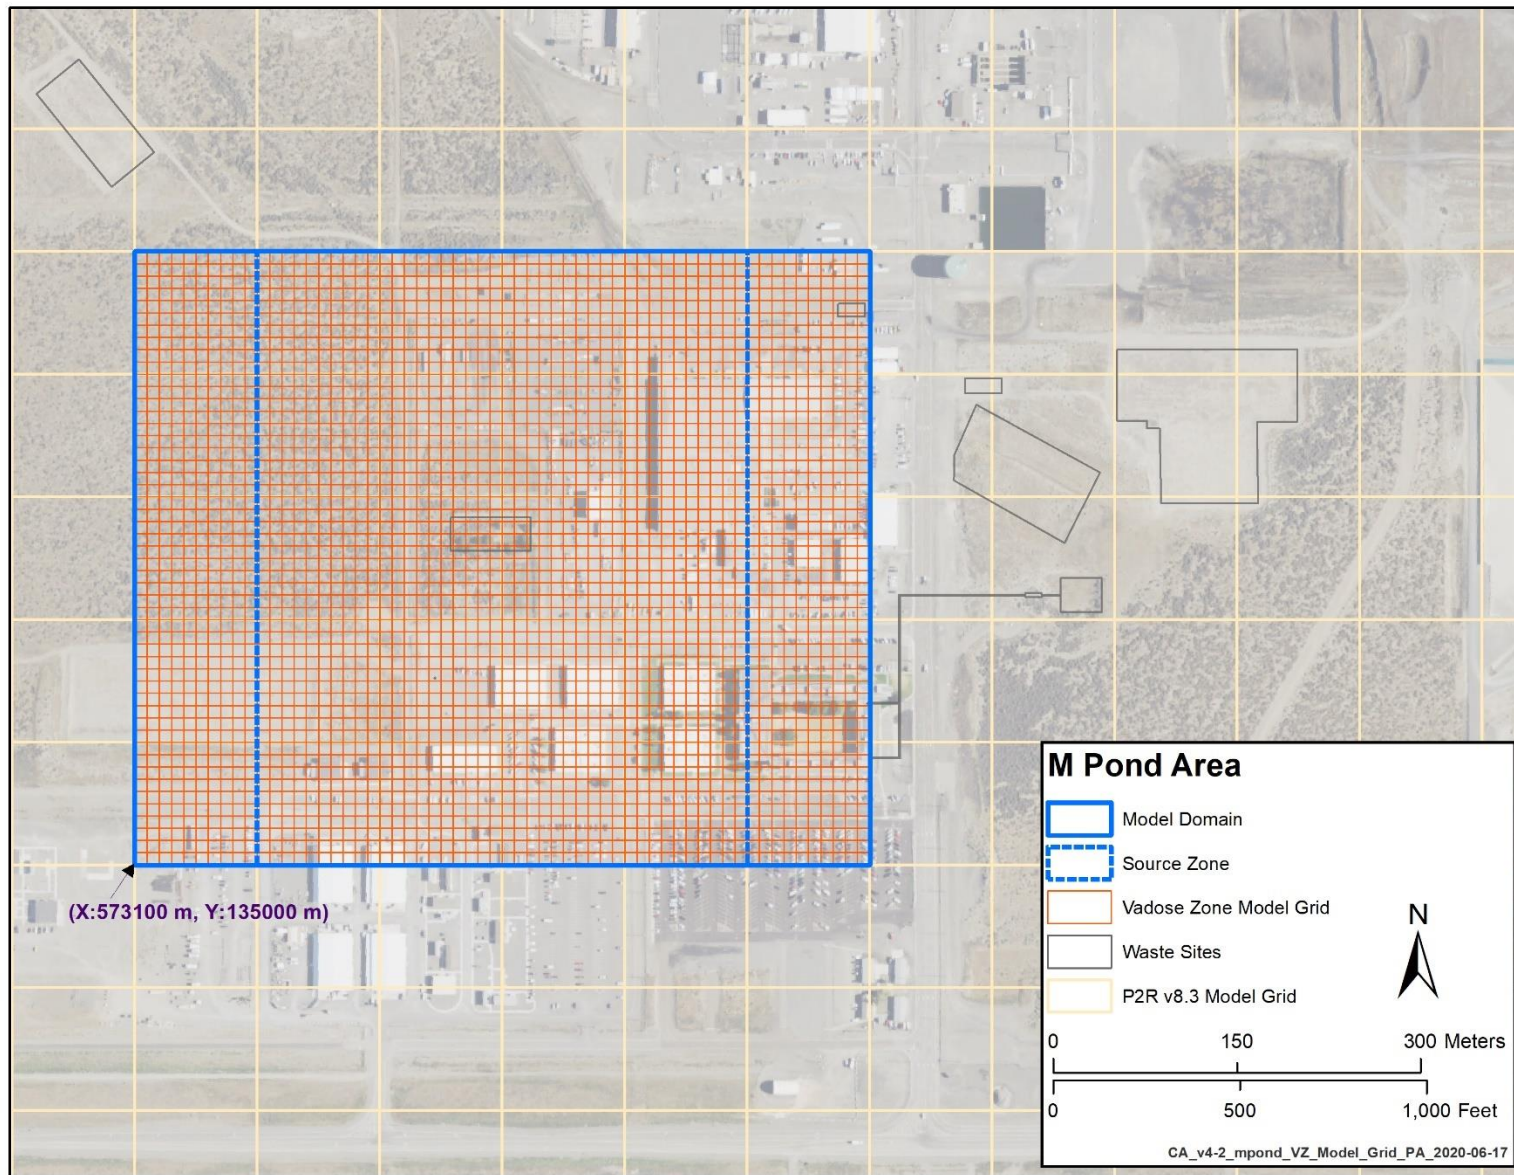 (X:573100 m, Y:135000 m)
M Pond Area
Model Domain
Source Zone
Vadose Zone Model Grid
Waste Sites
P2R v8.3 Model Grid
N
0 150 300 Meters
0 500 1,000 Feet
CA_v4-2_mpond_VZ_Model_Grid_PA_2020-06-17